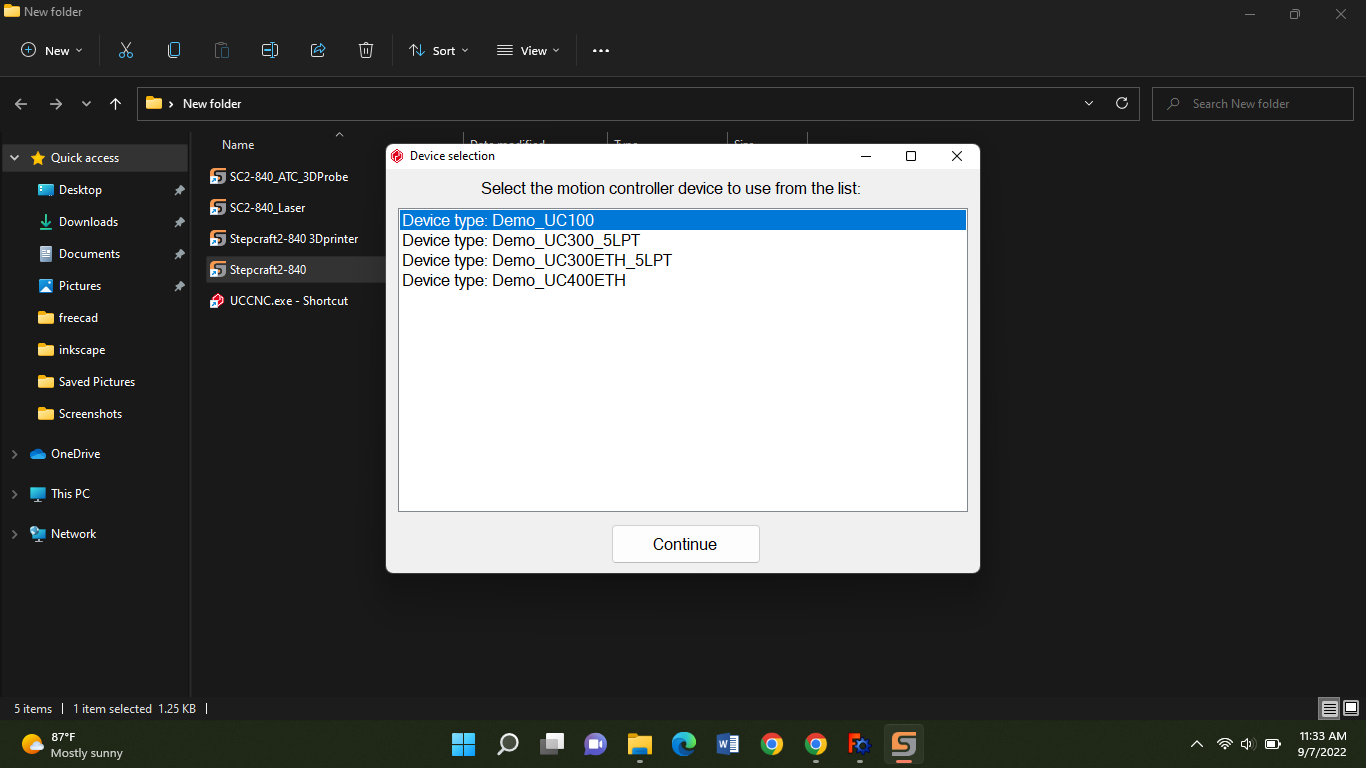 New folder
New
Sort
View
New folder
Search New folder
Name
Date modified
Type
Size
Quick access
Desktop
Downloads
Documents
Pictures
freecad
inkscape
Saved Pictures
Screenshots
OneDrive
This PC
Network
SC2-840_ATC_3DProbe
SC2-840_Laser
Stepcraft2-840 3Dprinter
Stepcraft2-840
UCCNC.exe - Shortcut
Device selection
Select the motion controller device to use from the list:
Device type: Demo_UC100
Device type: Demo_UC300_5LPT
Device type: Demo_UC300ETH_5LPT
Device type: Demo_UC400ETH
Continue
5 items
1 item selected 1.25 KB
87°F
Mostly sunny
11:33 AM
9/7/2022